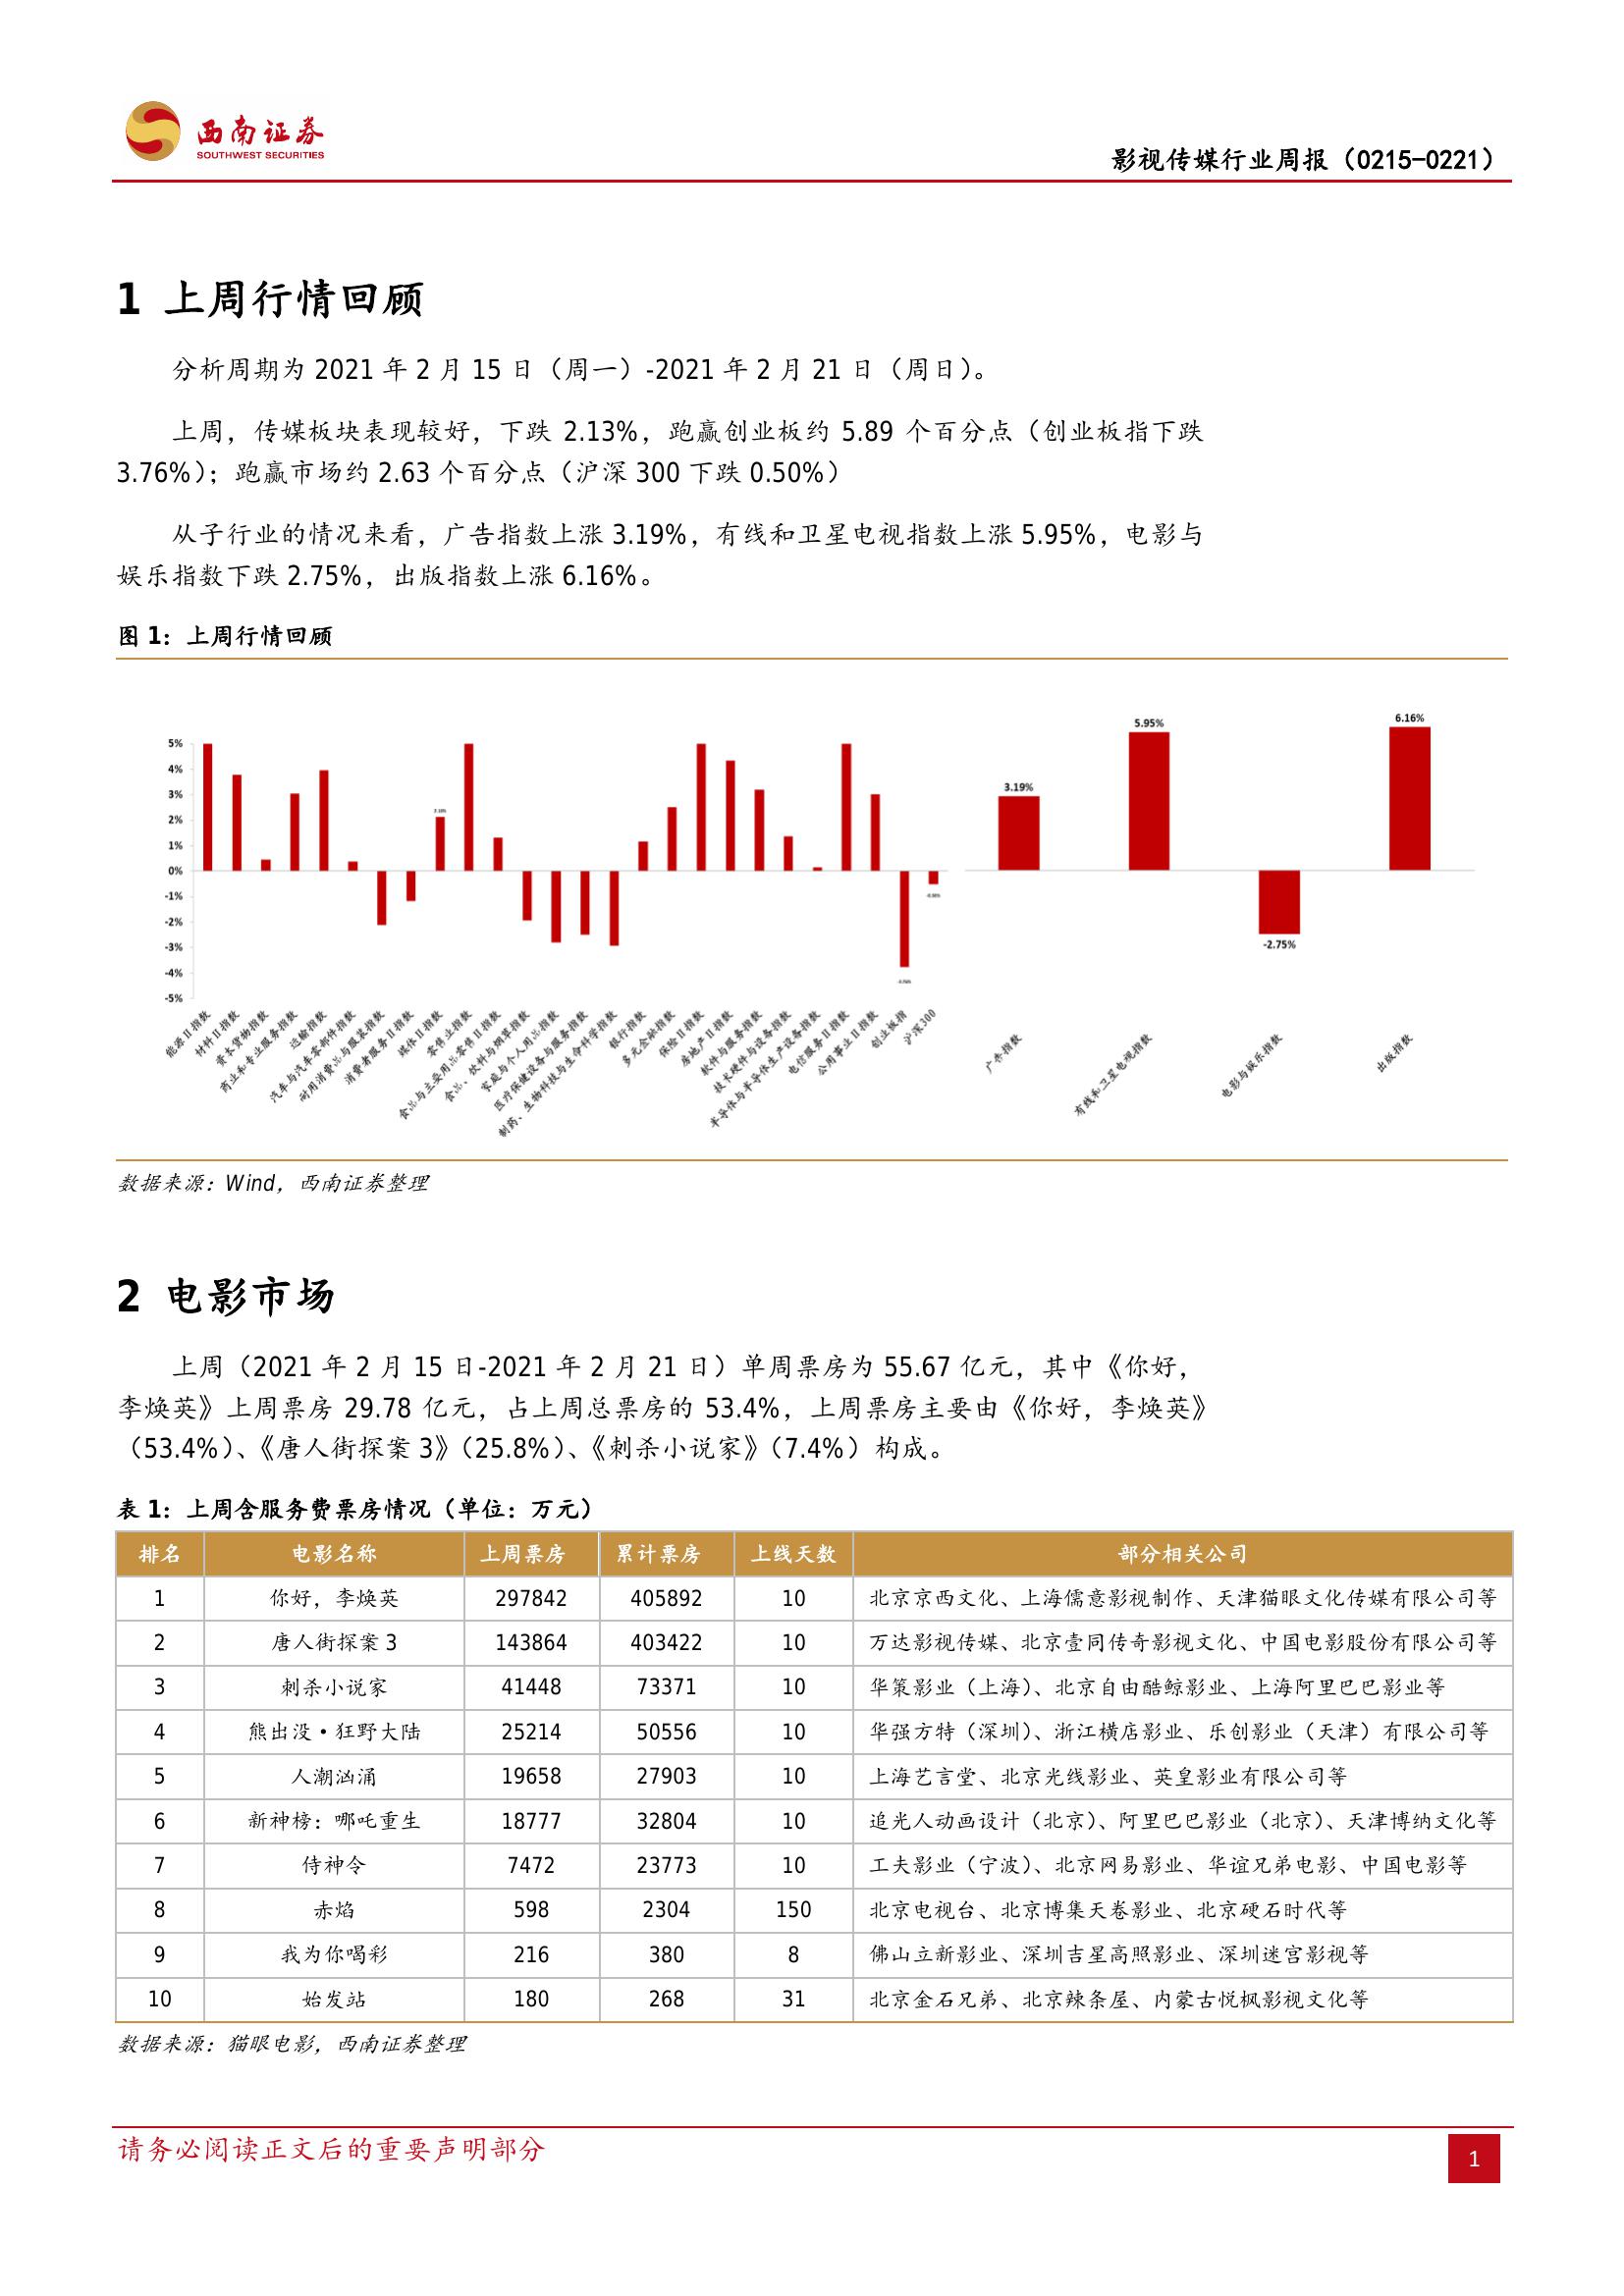 西南证券
SOUTHWEST SECURITIES
影视传媒行业周报（0215-0221）
1 上周行情回顾
分析周期为 2021 年 2 月 15 日（周一）-2021 年 2 月 21 日（周日）。
上周，传媒板块表现较好，下跌 2.13%，跑赢创业板约 5.89 个百分点（创业板指下跌
3.76%）；跑赢市场约 2.63 个百分点（沪深 300 下跌 0.50%）
从子行业的情况来看，广告指数上涨 3.19%，有线和卫星电视指数上涨 5.95%，电影与
娱乐指数下跌 2.75%，出版指数上涨 6.16%。
图 1：上周行情回顾
5%
4%
3%
2%
1%
0%
-1%
-2%
-3%
-4%
-5%
能源II指数
材料II指数
资本货物指数
商业和专业服务指数
运输指数
汽车与汽车零部件指数
耐用消费品与服装指数
消费者服务II指数
媒体II指数
零售业指数
食品与主要用品零售II指数
食品、饮料与烟草指数
家庭与个人用品指数
医疗保健设备与服务指数
制药、生物科技与生命科学指数
银行指数
多元金融指数
保险II指数
房地产II指数
软件与服务指数
技术硬件与设备指数
半导体与半导体生产设备指数
电信服务II指数
公用事业II指数
创业板指
沪深300
3.19%
5.95%
-2.75%
6.16%
广告指数
有线和卫星电视指数
电影与娱乐指数
出版指数
数据来源：Wind，西南证券整理
2 电影市场
上周（2021 年 2 月 15 日-2021 年 2 月 21 日）单周票房为 55.67 亿元，其中《你好，
李焕英》上周票房 29.78 亿元，占上周总票房的 53.4%，上周票房主要由《你好，李焕英》
（53.4%）、《唐人街探案 3》（25.8%）、《刺杀小说家》（7.4%）构成。
表 1：上周含服务费票房情况（单位：万元）
排名 电影名称 上周票房 累计票房 上线天数 部分相关公司
1 你好，李焕英 297842 405892 10 北京京西文化、上海儒意影视制作、天津猫眼文化传媒有限公司等
2 唐人街探案 3 143864 403422 10 万达影视传媒、北京壹同传奇影视文化、中国电影股份有限公司等
3 刺杀小说家 41448 73371 10 华策影业（上海）、北京自由酷鲸影业、上海阿里巴巴影业等
4 熊出没·狂野大陆 25214 50556 10 华强方特（深圳）、浙江横店影业、乐创影业（天津）有限公司等
5 人潮汹涌 19658 27903 10 上海艺言堂、北京光线影业、英皇影业有限公司等
6 新神榜：哪吒重生 18777 32804 10 追光人动画设计（北京）、阿里巴巴影业（北京）、天津博纳文化等
7 侍神令 7472 23773 10 工夫影业（宁波）、北京网易影业、华谊兄弟电影、中国电影等
8 赤焰 598 2304 150 北京电视台、北京博集天卷影业、北京硬石时代等
9 我为你喝彩 216 380 8 佛山立新影业、深圳吉星高照影业、深圳迷宫影视等
10 始发站 180 268 31 北京金石兄弟、北京辣条屋、内蒙古悦枫影视文化等
数据来源：猫眼电影，西南证券整理
请务必阅读正文后的重要声明部分
1